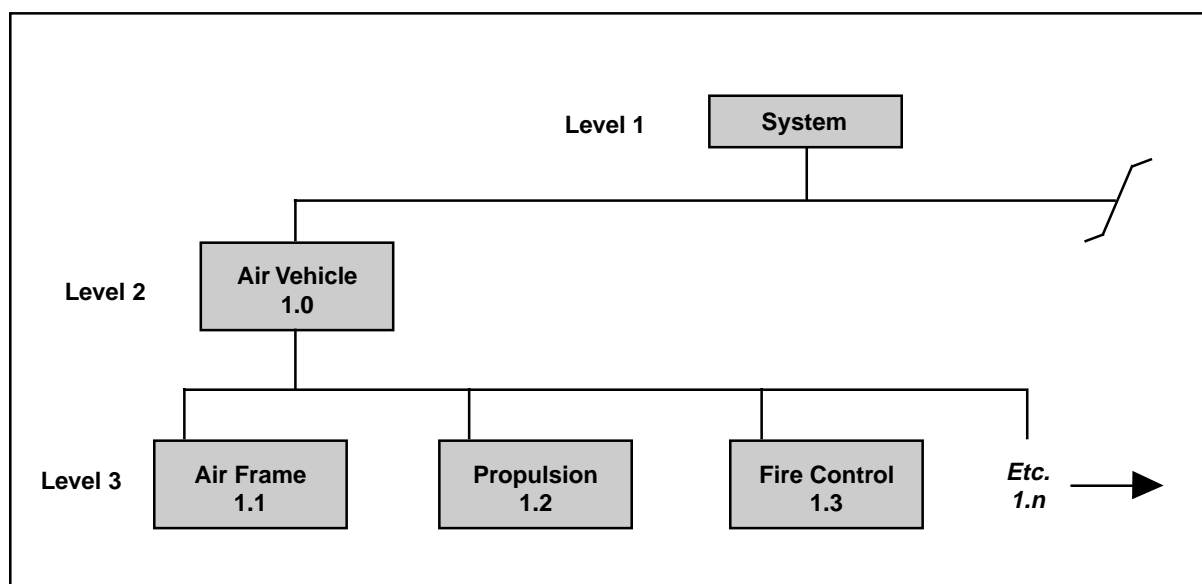 Level 1
System
Level 2
Air Vehicle
1.0
Level 3
Air Frame
1.1
Propulsion
1.2
Fire Control
1.3
Etc.
1.n